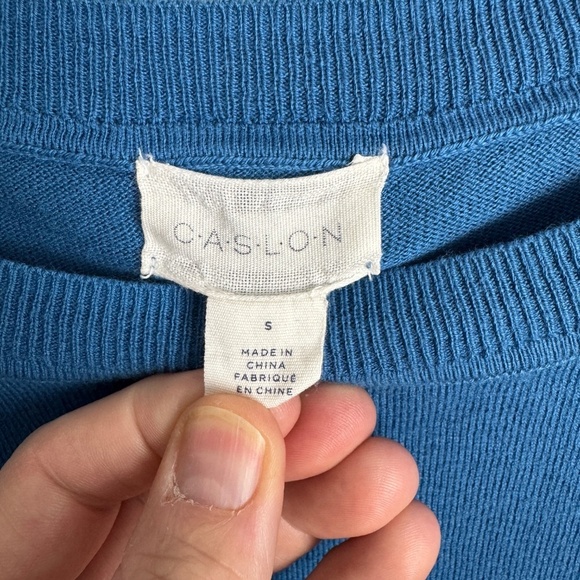 C·A·S·L·O·N
S
MADE IN
CHINA
FABRIQUÉ
EN CHINE